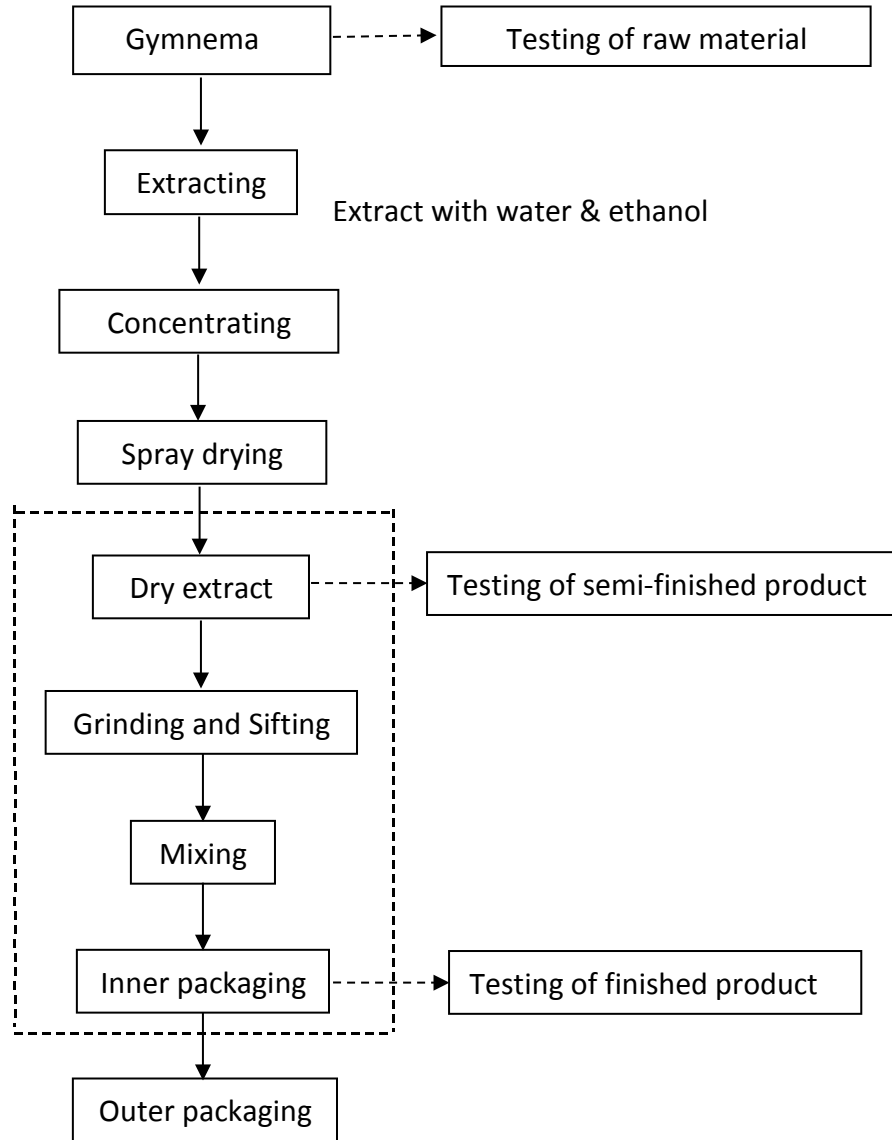 Gymnema
Testing of raw material
Extracting
Extract with water & ethanol
Concentrating
Spray drying
Dry extract
Testing of semi-finished product
Grinding and Sifting
Mixing
Inner packaging
Testing of finished product
Outer packaging